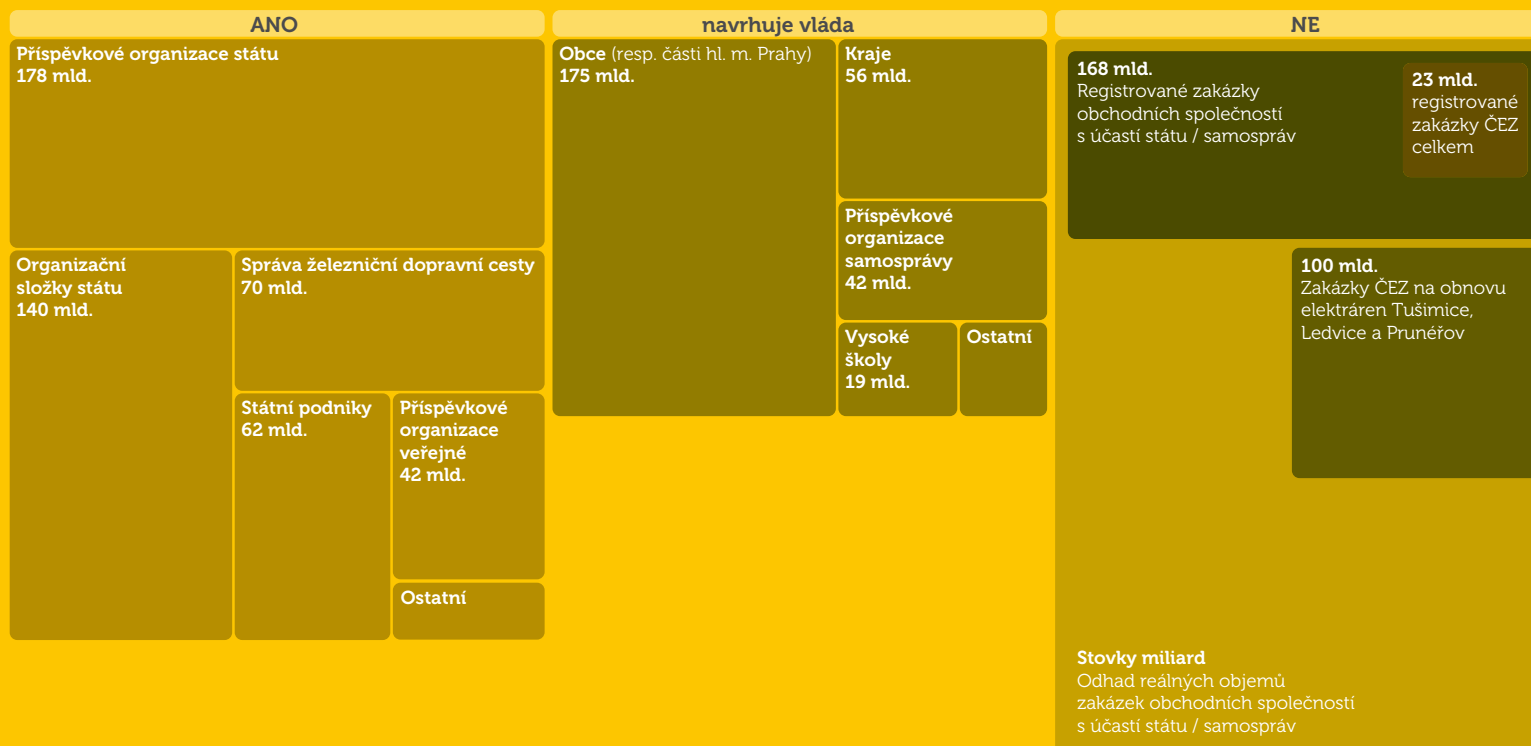 ANO
Příspěvkové organizace státu
178 mld.
Organizační
složky státu
140 mld.
Správa železniční dopravní cesty
70 mld.
Státní podniky
62 mld.
Příspěvkové
organizace
veřejné
42 mld.
Ostatní
navrhuje vláda
Obce (resp. části hl. m. Prahy)
175 mld.
Kraje
56 mld.
Příspěvkové
organizace
samosprávy
42 mld.
Vysoké
školy
19 mld.
Ostatní
NE
168 mld.
Registrované zakázky
obchodních společností
s účastí státu / samospráv
23 mld.
registrované
zakázky ČEZ
celkem
100 mld.
Zakázky ČEZ na obnovu
elektráren Tušimice,
Ledvice a Prunéřov
Stovky miliard
Odhad reálných objemů
zakázek obchodních společností
s účastí státu / samospráv